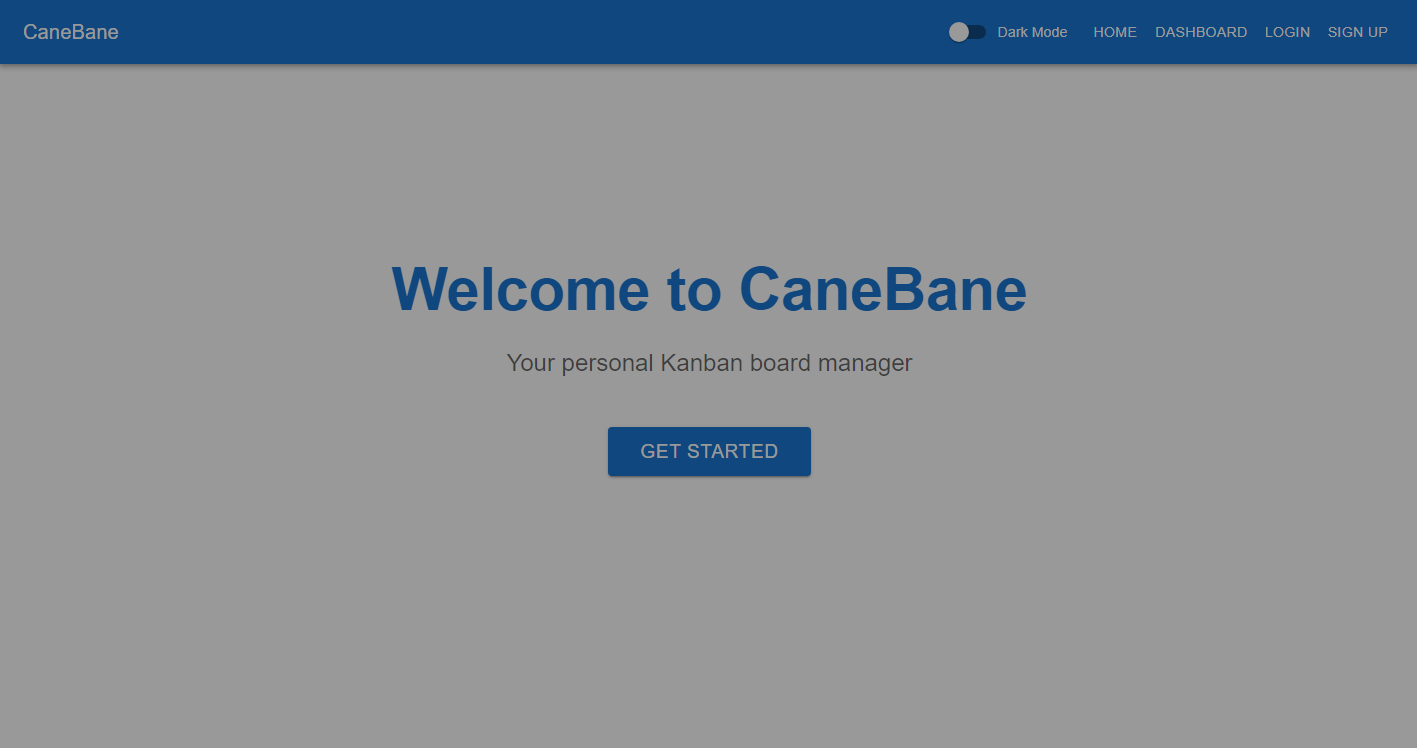 CaneBane
Dark Mode HOME DASHBOARD LOGIN SIGN UP
Welcome to CaneBane
Your personal Kanban board manager
GET STARTED